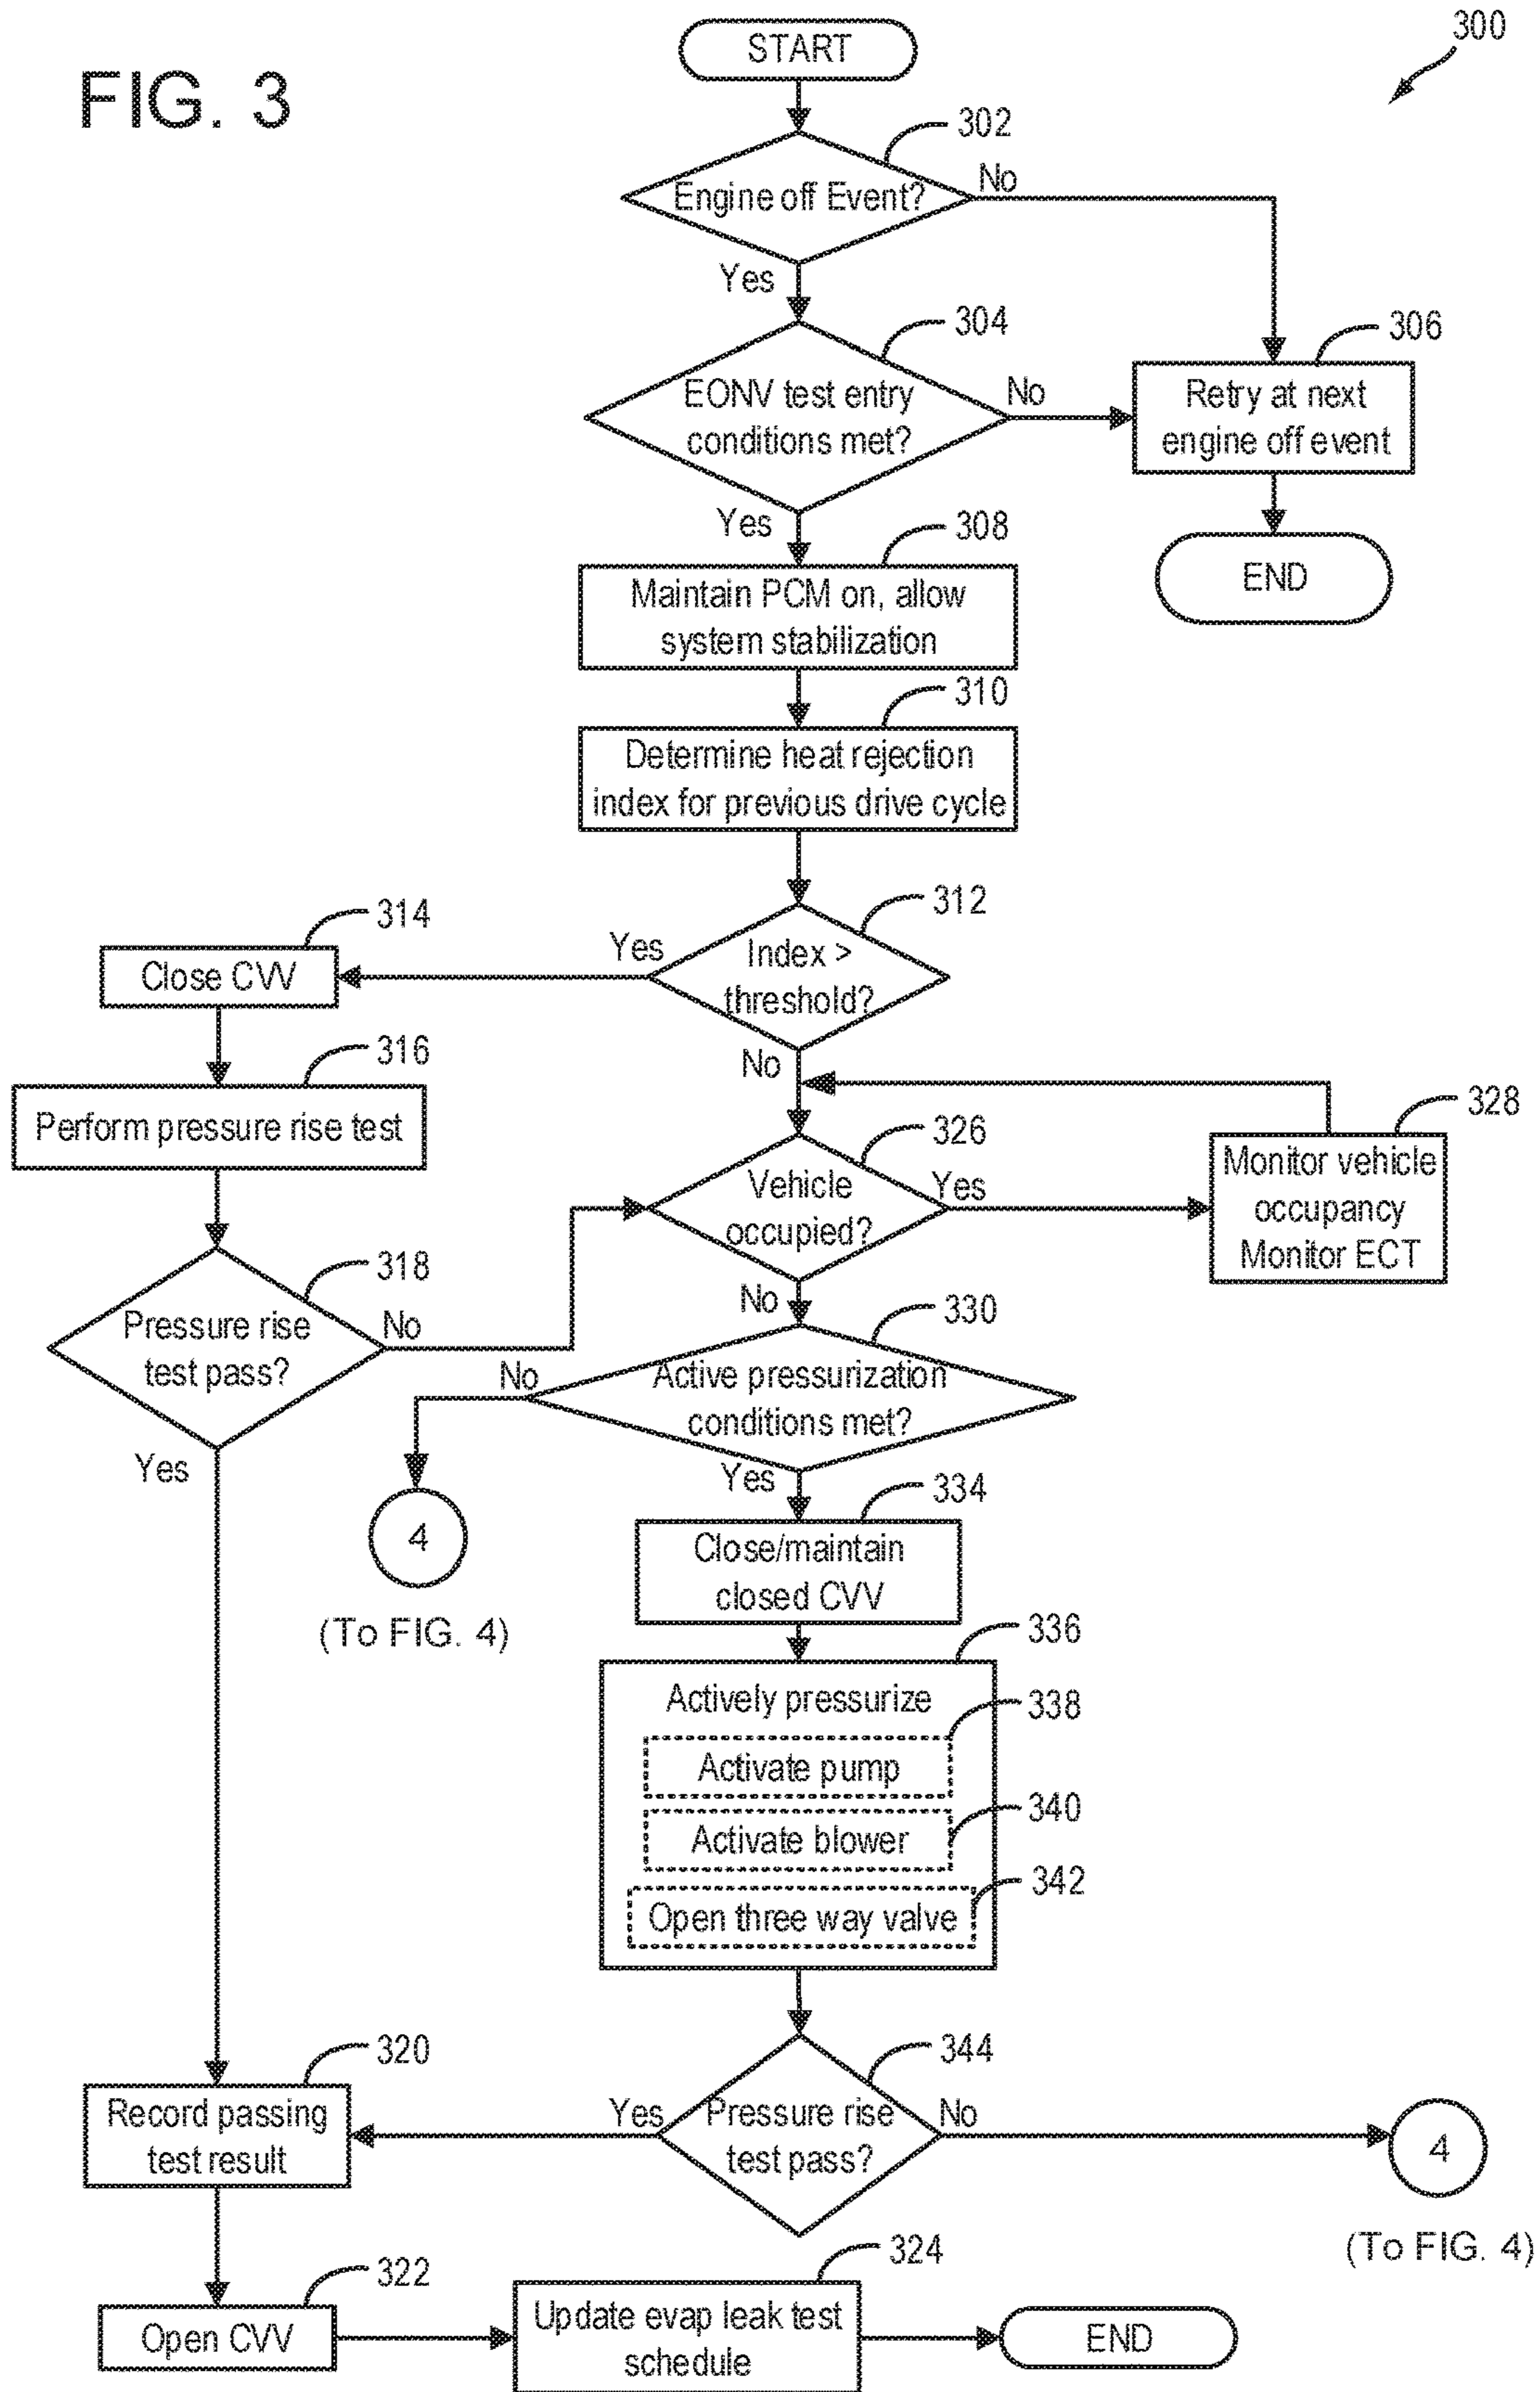 FIG. 3
300
START
302
Engine off Event?
No
Yes
304
EONV test entry
conditions met?
No
Yes
306
Retry at next
engine off event
END
308
Maintain PCM on, allow
system stabilization
310
Determine heat rejection
index for previous drive cycle
312
Index >
threshold?
Yes
No
314
Close CVV
316
Perform pressure rise test
318
Pressure rise
test pass?
No
Yes
326
Vehicle
occupied?
Yes
No
328
Monitor vehicle
occupancy
Monitor ECT
330
Active pressurization
conditions met?
No
Yes
4
(To FIG. 4)
334
Close/maintain
closed CVV
336
Actively pressurize
338
Activate pump
340
Activate blower
342
Open three way valve
344
Pressure rise
test pass?
Yes
No
4
(To FIG. 4)
320
Record passing
test result
322
Open CVV
324
Update evap leak test
schedule
END